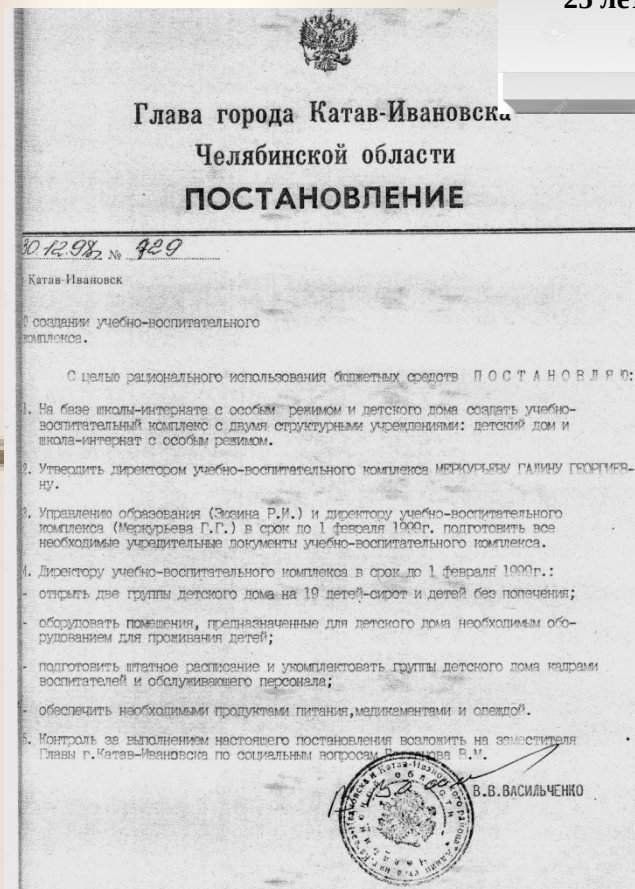 25 лет
Глава города Катав-Ивановска
Челябинской области
ПОСТАНОВЛЕНИЕ
30.12.98г № 729
Катав-Ивановск
О создании учебно-воспитательного
комплекса.
С целью рационального использования бюджетных средств П О С Т А Н О В Л Я Ю:
1. На базе школы-интерната с особым режимом и детского дома создать учебно-
воспитательный комплекс с двумя структурными учреждениями: детский дом и
школа-интернат с особым режимом.
2. Утвердить директором учебно-воспитательного комплекса МЕРКУРЬЕВУ ГАЛИНУ ГЕОРГИЕВ-
НУ.
3. Управлению образования (Зюзина Р.И.) и директору учебно-воспитательного
комплекса (Меркурьева Г.Г.) в срок до 1 февраля 1999г. подготовить все
необходимые учредительные документы учебно-воспитательного комплекса.
4. Директору учебно-воспитательного комплекса в срок до 1 февраля 1999г.:
- открыть две группы детского дома на 19 детей-сирот и детей без попечения;
- оборудовать помещения, предназначенные для детского дома необходимым обо-
рудованием для проживания детей;
- подготовить штатное расписание и укомплектовать группы детского дома кадрами
воспитателей и обслуживающего персонала;
- обеспечить необходимыми продуктами питания,медикаментами и одеждой.
5. Контроль за выполнением настоящего постановления возложить на заместителя
Главы г.Катав-Ивановска по социальным вопросам В.М.
В.В.ВАСИЛЬЧЕНКО